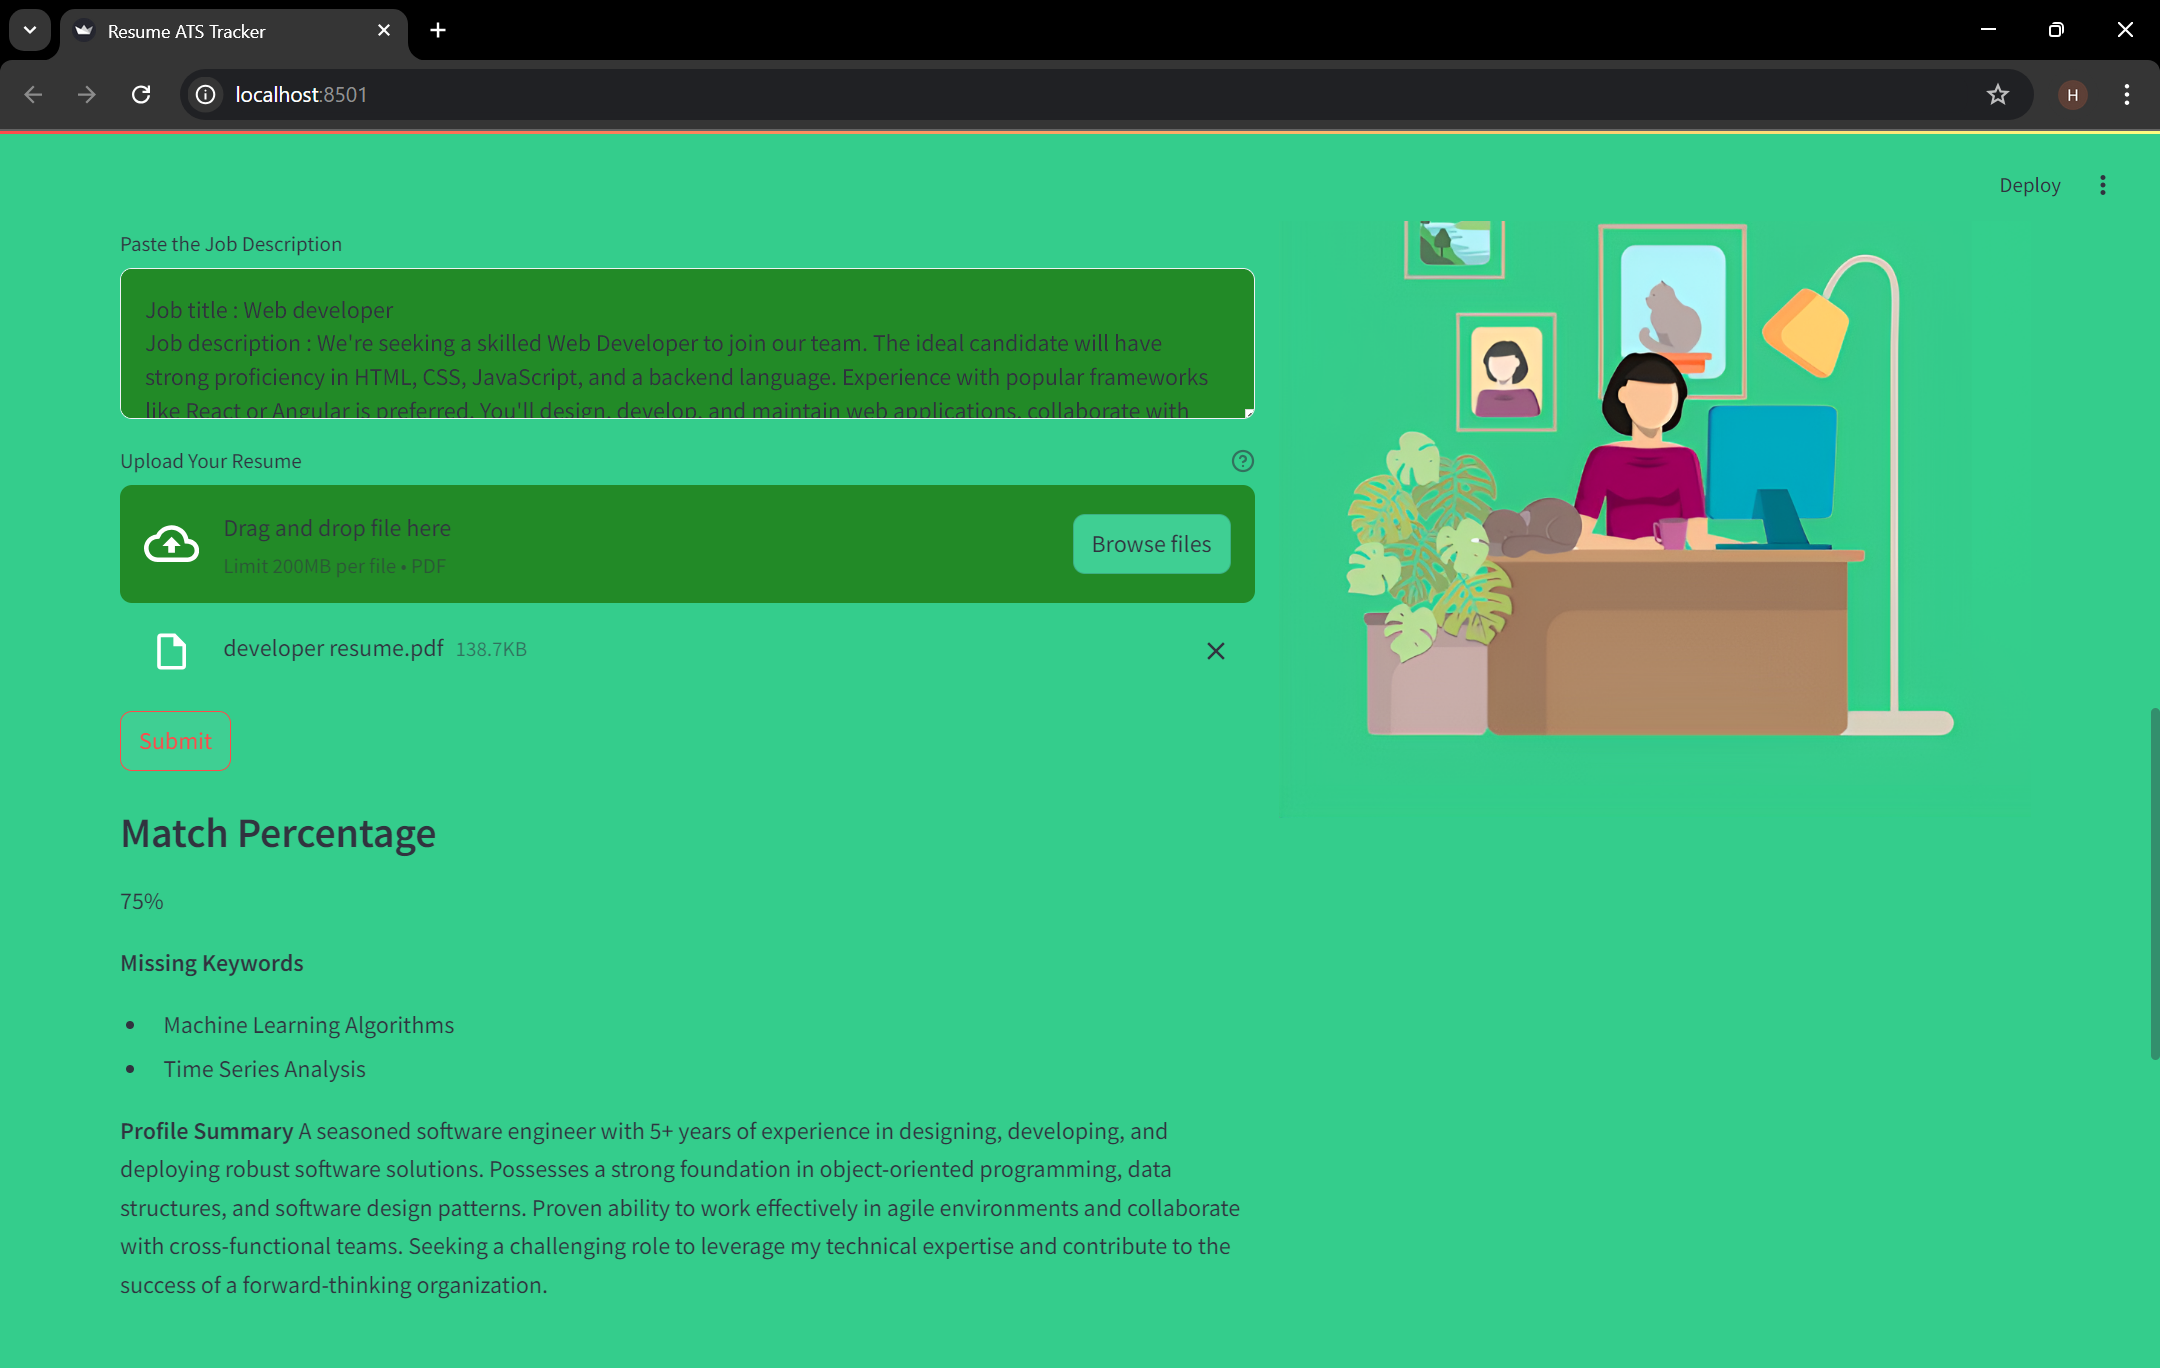 Resume ATS Tracker
localhost:8501
H
Deploy
Paste the Job Description
Job title : Web developer
Job description : We're seeking a skilled Web Developer to join our team. The ideal candidate will have
strong proficiency in HTML, CSS, JavaScript, and a backend language. Experience with popular frameworks
like React or Angular is preferred. You'll design, develop, and maintain web applications, collaborate with
Upload Your Resume
Drag and drop file here
Limit 200MB per file • PDF
Browse files
developer resume.pdf 138.7KB
Submit
Match Percentage
75%
Missing Keywords
• Machine Learning Algorithms
• Time Series Analysis
Profile Summary A seasoned software engineer with 5+ years of experience in designing, developing, and
deploying robust software solutions. Possesses a strong foundation in object-oriented programming, data
structures, and software design patterns. Proven ability to work effectively in agile environments and collaborate
with cross-functional teams. Seeking a challenging role to leverage my technical expertise and contribute to the
success of a forward-thinking organization.